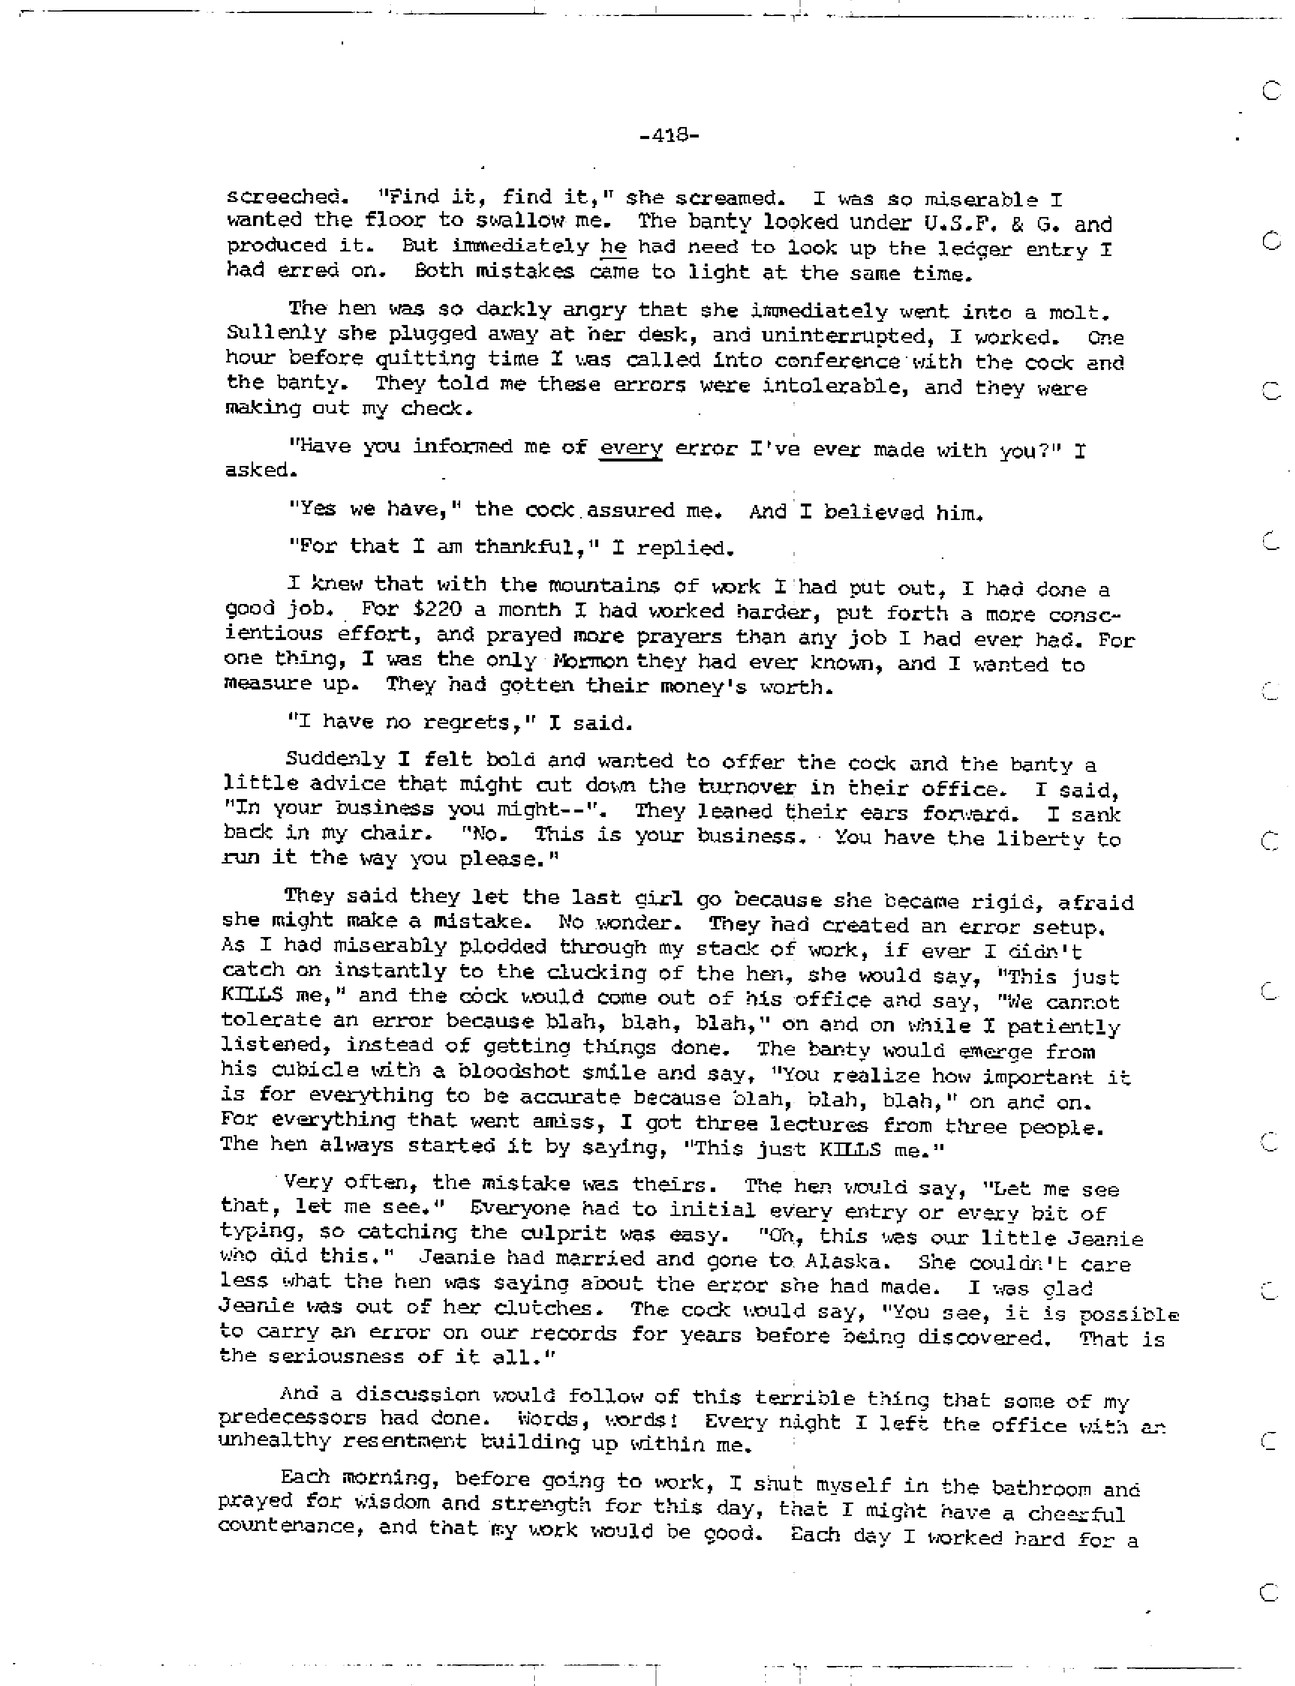 -418-
screeched. "Find it, find it," she screamed. I was so miserable I
wanted the floor to swallow me. The banty looked under U.S.F. & G. and
produced it. But immediately he had need to look up the ledger entry I
had erred on. Both mistakes came to light at the same time.
The hen was so darkly angry that she immediately went into a molt.
Sullenly she plugged away at her desk, and uninterrupted, I worked. One
hour before quitting time I was called into conference with the cock and
the banty. They told me these errors were intolerable, and they were
making out my check.
"Have you informed me of every error I've ever made with you?" I
asked.
"Yes we have," the cock assured me. And I believed him.
"For that I am thankful," I replied.
I knew that with the mountains of work I had put out, I had done a
good job. For $220 a month I had worked harder, put forth a more consc-
ientious effort, and prayed more prayers than any job I had ever had. For
one thing, I was the only Mormon they had ever known, and I wanted to
measure up. They had gotten their money's worth.
"I have no regrets," I said.
Suddenly I felt bold and wanted to offer the cock and the banty a
little advice that might cut down the turnover in their office. I said,
"In your business you might--". They leaned their ears forward. I sank
back in my chair. "No. This is your business. You have the liberty to
run it the way you please."
They said they let the last girl go because she became rigid, afraid
she might make a mistake. No wonder. They had created an error setup.
As I had miserably plodded through my stack of work, if ever I didn't
catch on instantly to the clucking of the hen, she would say, "This just
KILLS me," and the cock would come out of his office and say, "We cannot
tolerate an error because blah, blah, blah," on and on while I patiently
listened, instead of getting things done. The banty would emerge from
his cubicle with a bloodshot smile and say, "You realize how important it
is for everything to be accurate because blah, blah, blah," on and on.
For everything that went amiss, I got three lectures from three people.
The hen always started it by saying, "This just KILLS me."
Very often, the mistake was theirs. The hen would say, "Let me see
that, let me see." Everyone had to initial every entry or every bit of
typing, so catching the culprit was easy. "Oh, this was our little Jeanie
who did this." Jeanie had married and gone to Alaska. She couldn't care
less what the hen was saying about the error she had made. I was glad
Jeanie was out of her clutches. The cock would say, "You see, it is possible
to carry an error on our records for years before being discovered. That is
the seriousness of it all."
And a discussion would follow of this terrible thing that some of my
predecessors had done. Words, words! Every night I left the office with an
unhealthy resentment building up within me.
Each morning, before going to work, I shut myself in the bathroom and
prayed for wisdom and strength for this day, that I might have a cheerful
countenance, and that my work would be good. Each day I worked hard for a